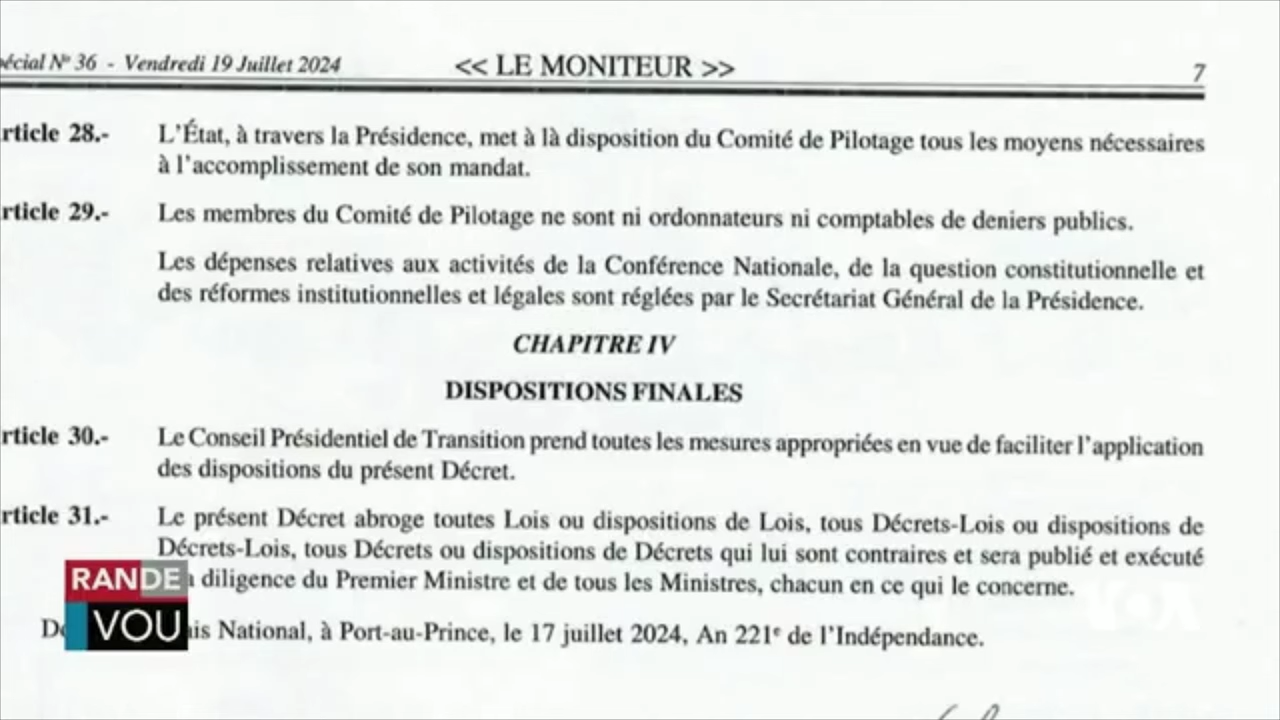 écial Nº 36 - Vendredi 19 Juillet 2024 << LE MONITEUR >> 7
rticle 28.- L'État, à travers la Présidence, met à là disposition du Comité de Pilotage tous les moyens nécessaires
à l'accomplissement de son mandat.
rticle 29.- Les membres du Comité de Pilotage ne sont ni ordonnateurs ni comptables de deniers publics.
Les dépenses relatives aux activités de la Conférence Nationale, de la question constitutionnelle et
des réformes institutionnelles et légales sont réglées par le Secrétariat Général de la Présidence.
CHAPITRE IV
DISPOSITIONS FINALES
rticle 30.- Le Conseil Présidentiel de Transition prend toutes les mesures appropriées en vue de faciliter l'application
des dispositions du présent Décret.
rticle 31.- Le présent Décret abroge toutes Lois ou dispositions de Lois, tous Décrets-Lois ou dispositions de
Décrets-Lois, tous Décrets ou dispositions de Décrets qui lui sont contraires et sera publié et exécuté
diligence du Premier Ministre et de tous les Ministres, chacun en ce qui le concerne.
is National, à Port-au-Prince, le 17 juillet 2024, An 221e de l'Indépendance.
RANDE
VOU
VOA